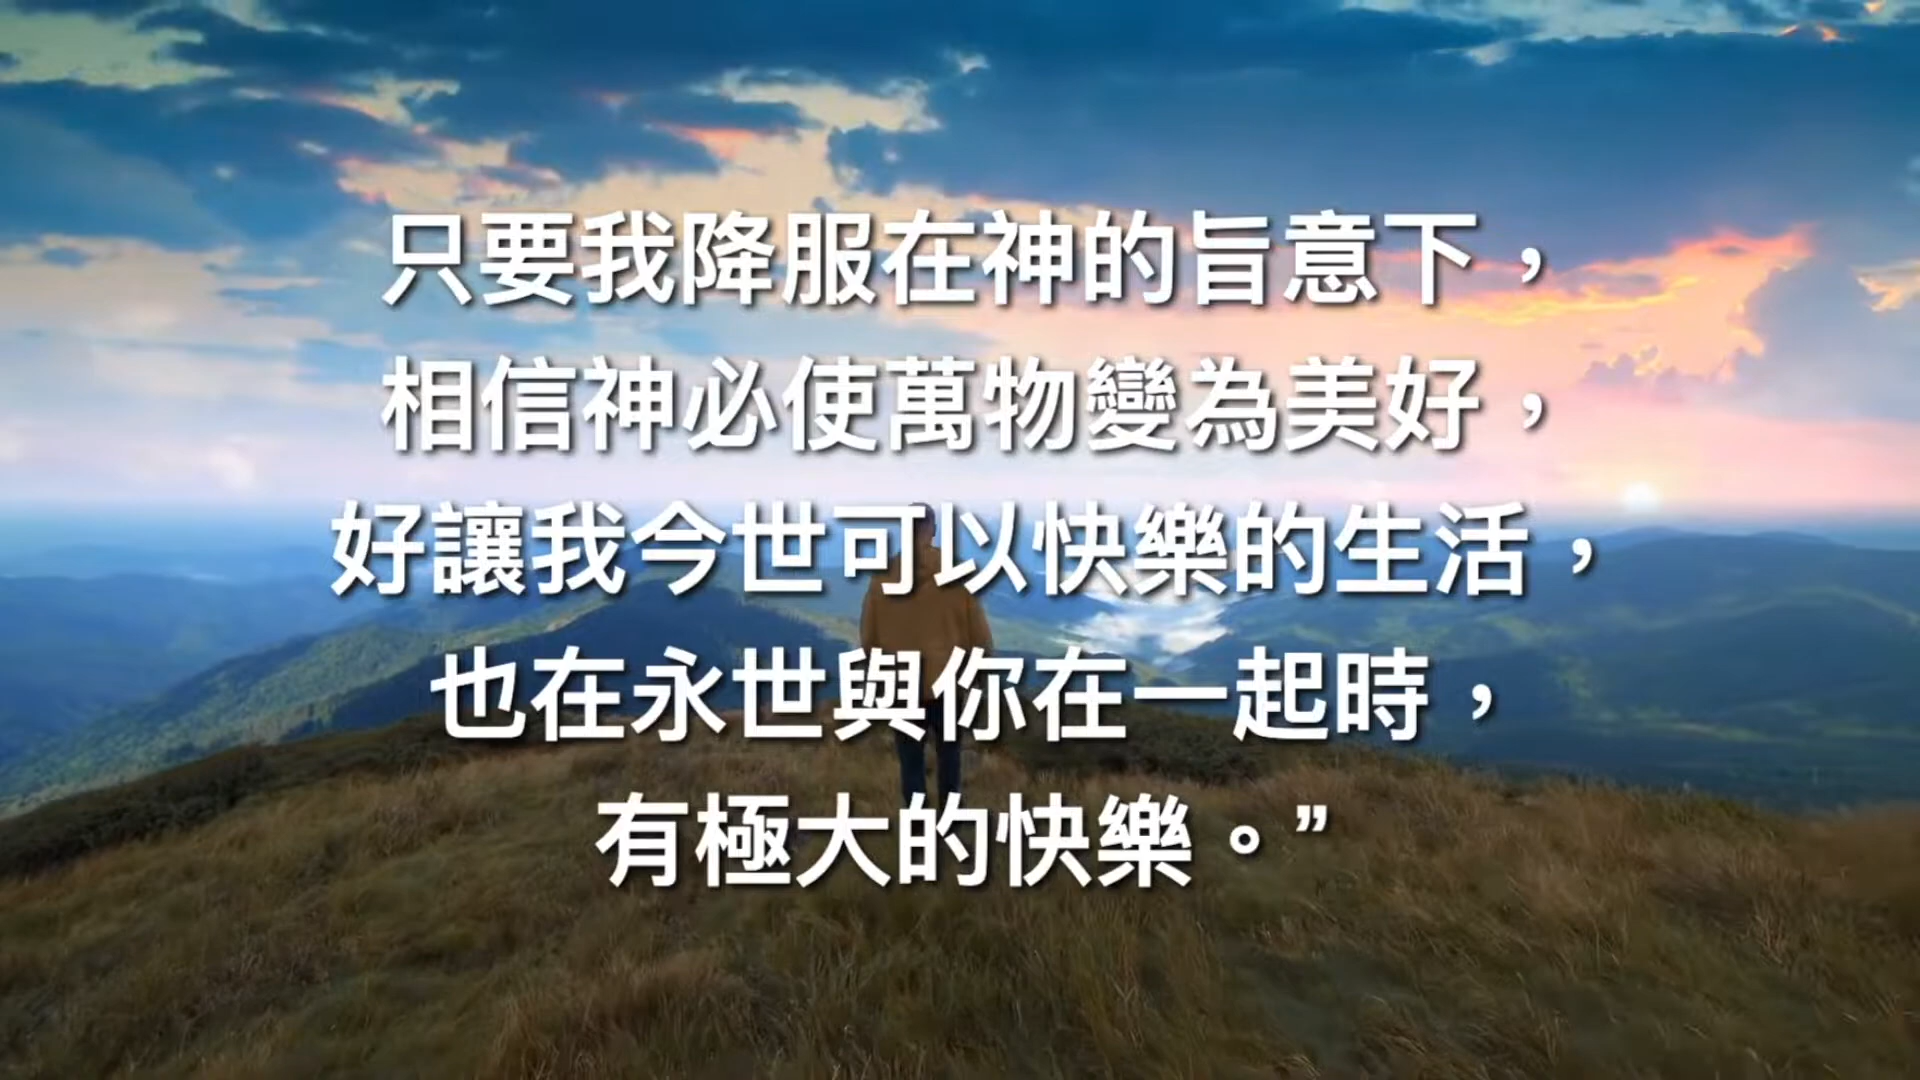 只要我降服在神的旨意下，
相信神必使萬物變為美好，
好讓我今世可以快樂的生活，
也在永世與你在一起時，
有極大的快樂。”